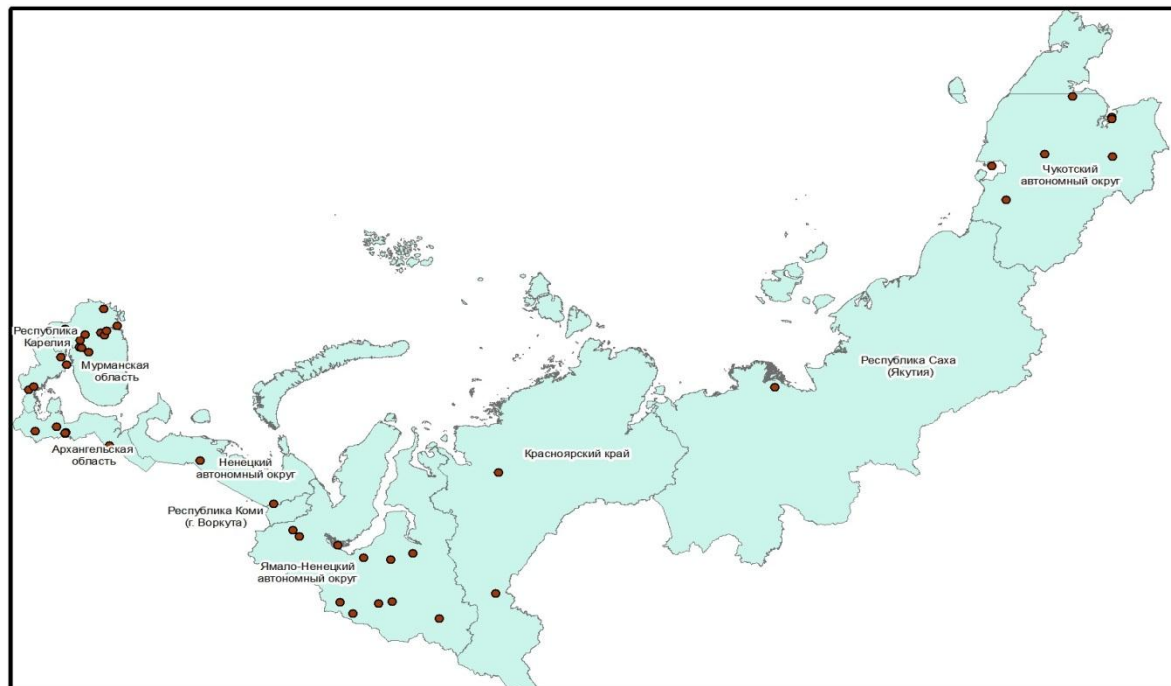 Чукотский
автономный округ
Республика
Карелия
Мурманская
область
Республика Саха
(Якутия)
Архангельская
область
Ненецкий
автономный округ
Красноярский край
Республика Коми
(г. Воркута)
Ямало-Ненецкий
автономный округ